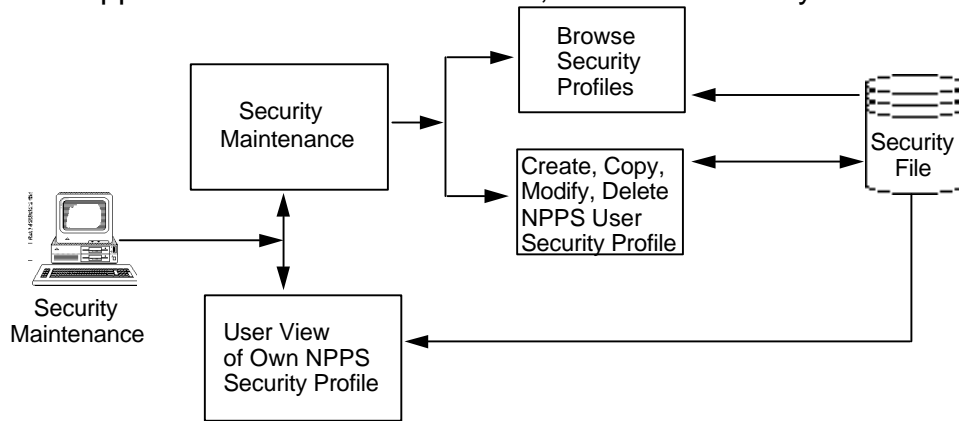 Browse
Security
Profiles
Security
Maintenance
Security
File
Create, Copy,
Modify, Delete
NPPS User
Security Profile
Security
Maintenance
User View
of Own NPPS
Security Profile